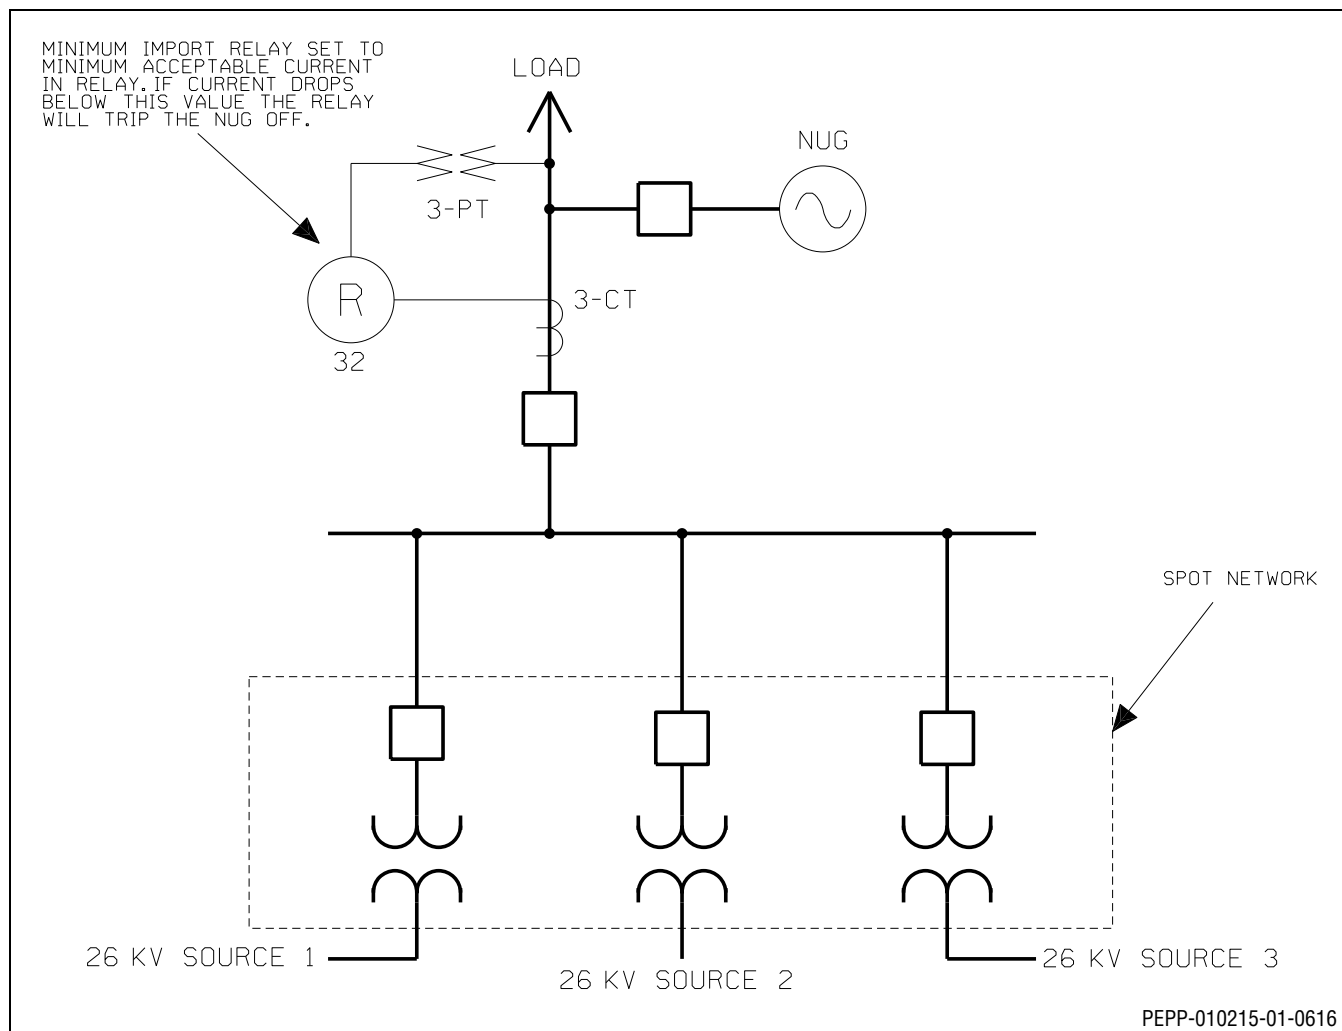 MINIMUM IMPORT RELAY SET TO
MINIMUM ACCEPTABLE CURRENT
IN RELAY. IF CURRENT DROPS
BELOW THIS VALUE THE RELAY
WILL TRIP THE NUG OFF.
LOAD
NUG
3-PT
3-CT
R
32
SPOT NETWORK
26 KV SOURCE 1
26 KV SOURCE 2
26 KV SOURCE 3
PEPP-010215-01-0616